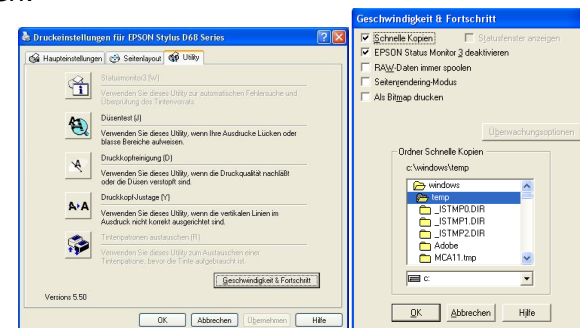 Druckeinstellungen für EPSON Stylus D68 Series
Haupteinstellungen
Seitenlayout
Utility
Statusmonitor3 (W)
Verwenden Sie dieses Utility zur automatischen Fehlersuche und
Überprüfung des Tintenvorrats.
Düsentest (J)
Verwenden Sie dieses Utility, wenn Ihre Ausdrucke Lücken oder
blasse Bereiche aufweisen.
Druckkopfreinigung (D)
Verwenden Sie dieses Utility, wenn die Druckqualität nachläßt
oder die Düsen verstopft sind.
Druckkopf-Justage (Y)
Verwenden Sie dieses Utility, wenn die vertikalen Linien im
Ausdruck nicht korrekt ausgerichtet sind.
Tintenpatronen austauschen (R)
Verwenden Sie dieses Utility zum Austauschen einer
Tintenpatrone, bevor die Tinte aufgebraucht ist.
Geschwindigkeit & Fortschritt
Versions 5.50
OK
Abbrechen
Übernehmen
Hilfe
Geschwindigkeit & Fortschritt
Schnelle Kopien
Statusfenster anzeigen
EPSON Status Monitor 3 deaktivieren
RAW-Daten immer spoolen
Seitenrendering-Modus
Als Bitmap drucken
Überwachungsoptionen
Ordner Schnelle Kopien
c:\windows\temp
windows
temp
_ISTMP0.DIR
_ISTMP1.DIR
_ISTMP2.DIR
Adobe
MCA11.tmp
c:
OK
Abbrechen
Hilfe